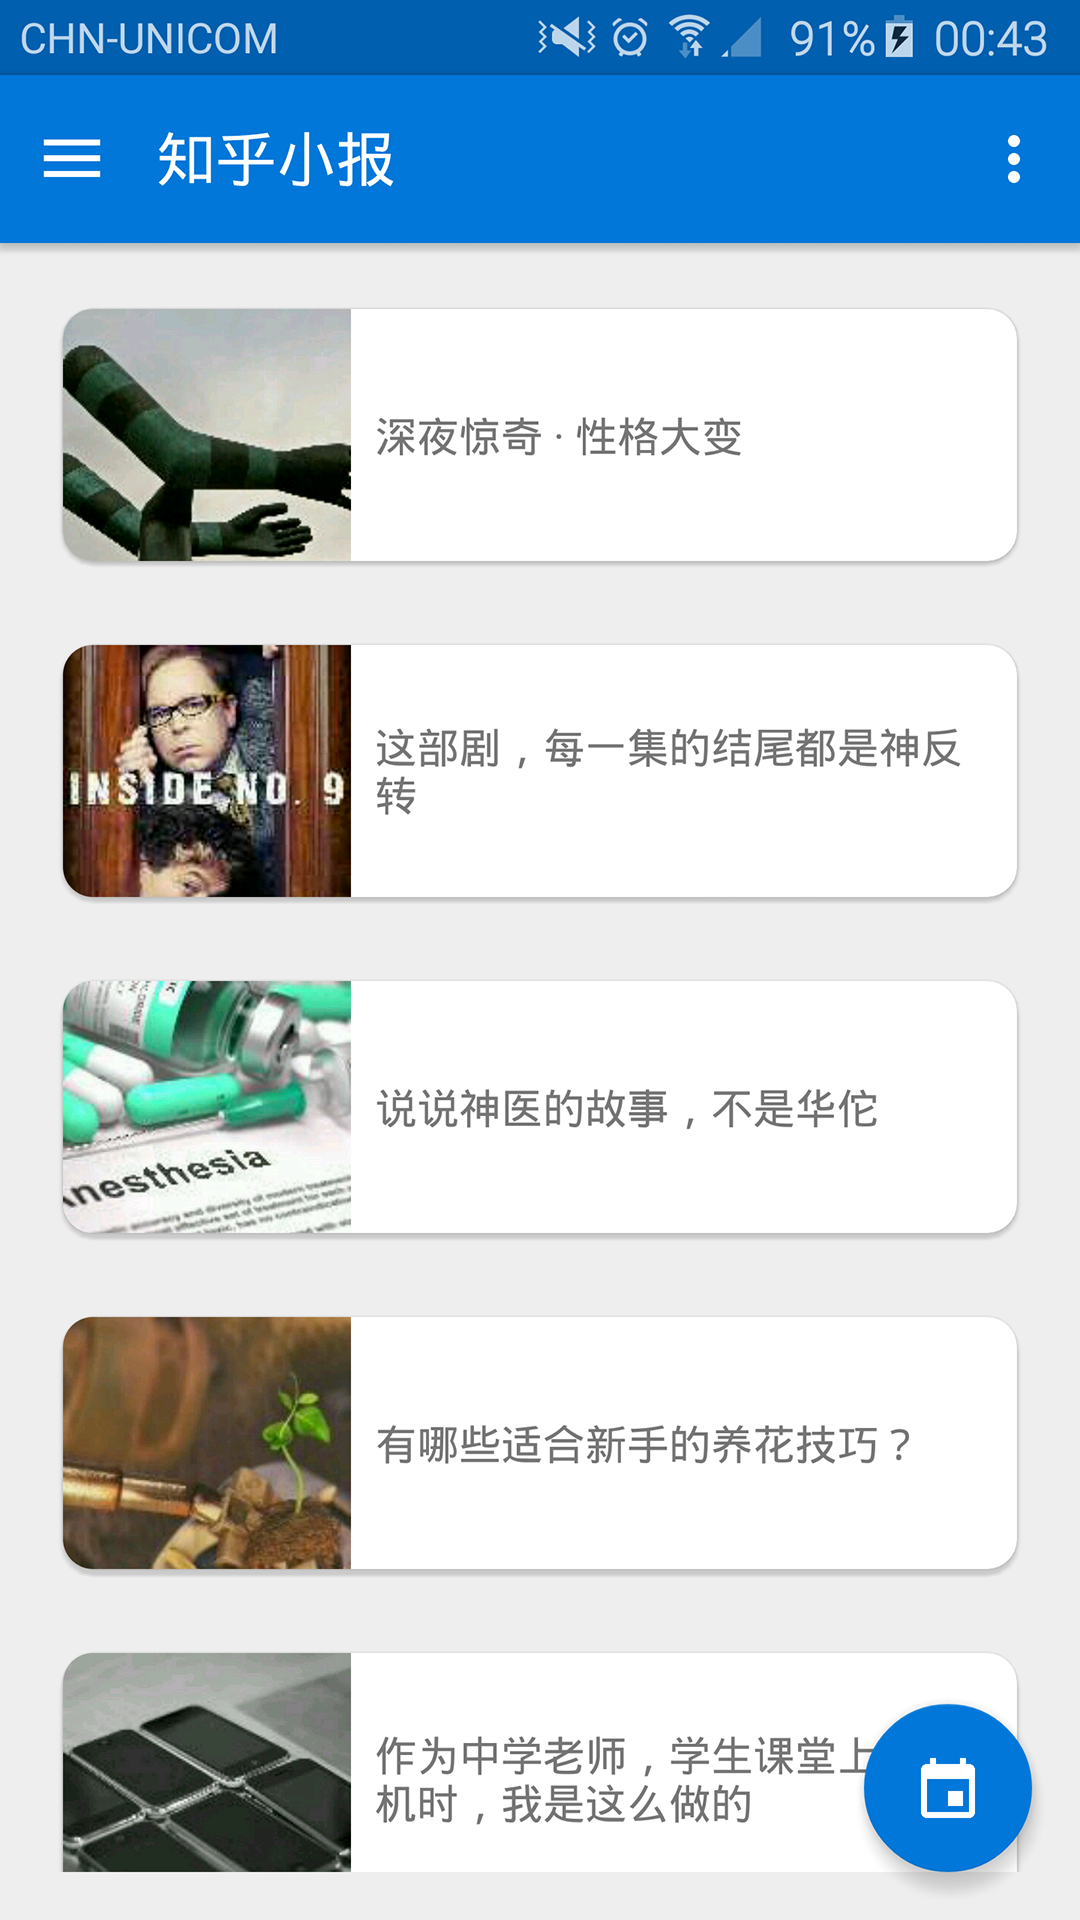 CHN-UNICOM 91% 00:43
知乎小报
深夜惊奇 · 性格大变
INSIDE NO. 9
这部剧，每一集的结尾都是神反
转
说说神医的故事，不是华佗
nesthesia
有哪些适合新手的养花技巧？
作为中学老师，学生课堂上
机时，我是这么做的